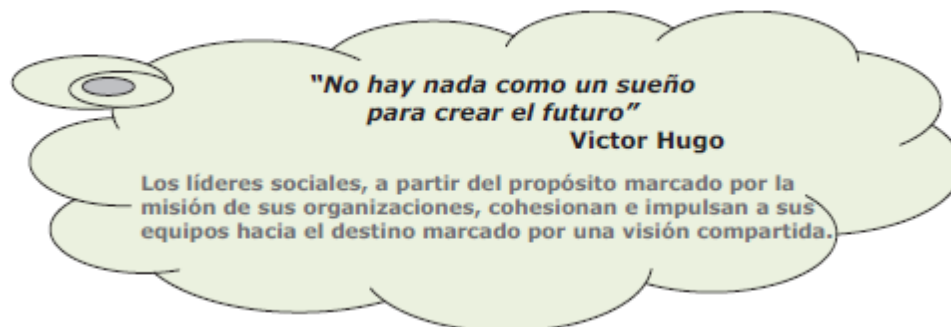 “No hay nada como un sueño
para crear el futuro”
Victor Hugo
Los líderes sociales, a partir del propósito marcado por la
misión de sus organizaciones, cohesionan e impulsan a sus
equipos hacia el destino marcado por una visión compartida.